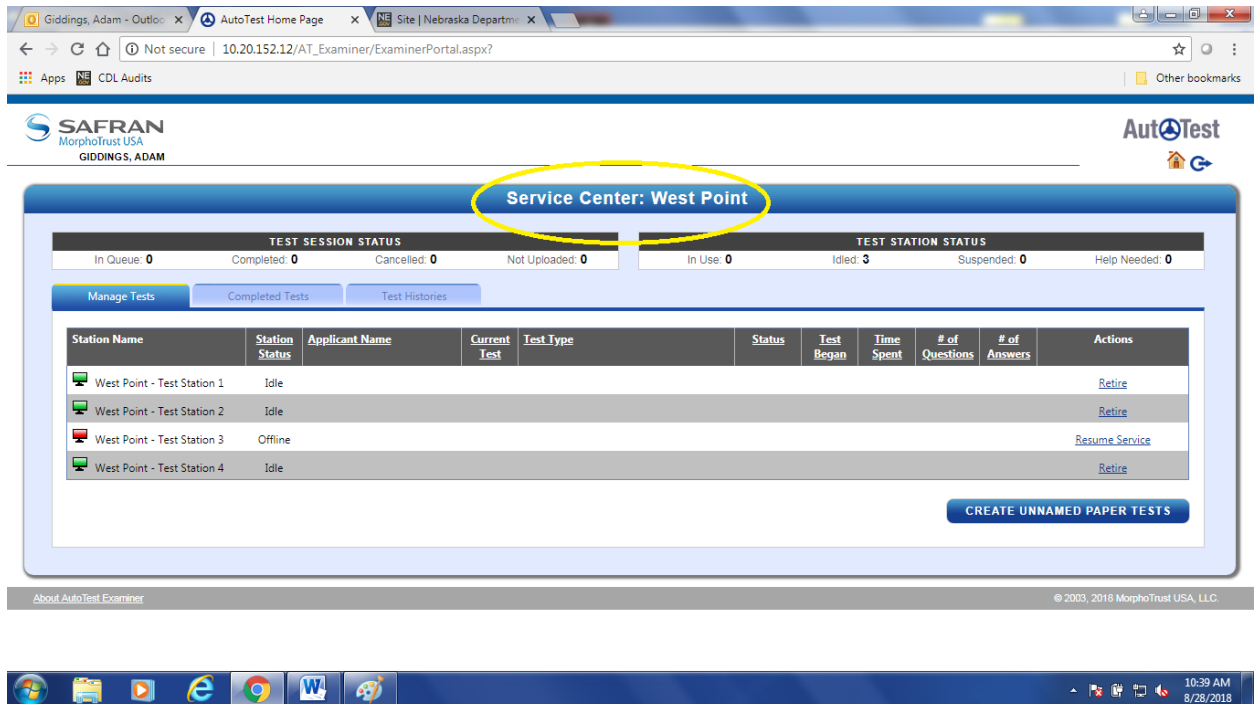 Giddings, Adam - Outloo
AutoTest Home Page
Site | Nebraska Departme
Not secure | 10.20.152.12/AT_Examiner/ExaminerPortal.aspx?
Apps NE GOV CDL Audits Other bookmarks
SAFRAN
MorphoTrust USA
GIDDINGS, ADAM
AutoTest
Service Center: West Point
TEST SESSION STATUS
In Queue: 0 Completed: 0 Cancelled: 0 Not Uploaded: 0
TEST STATION STATUS
In Use: 0 Idled: 3 Suspended: 0 Help Needed: 0
Manage Tests Completed Tests Test Histories
Station Name Station Status Applicant Name Current Test Test Type Status Test Began Time Spent # of Questions # of Answers Actions
West Point - Test Station 1 Idle Retire
West Point - Test Station 2 Idle Retire
West Point - Test Station 3 Offline Resume Service
West Point - Test Station 4 Idle Retire
CREATE UNNAMED PAPER TESTS
About AutoTest Examiner © 2003, 2018 MorphoTrust USA, LLC.
10:39 AM
8/28/2018